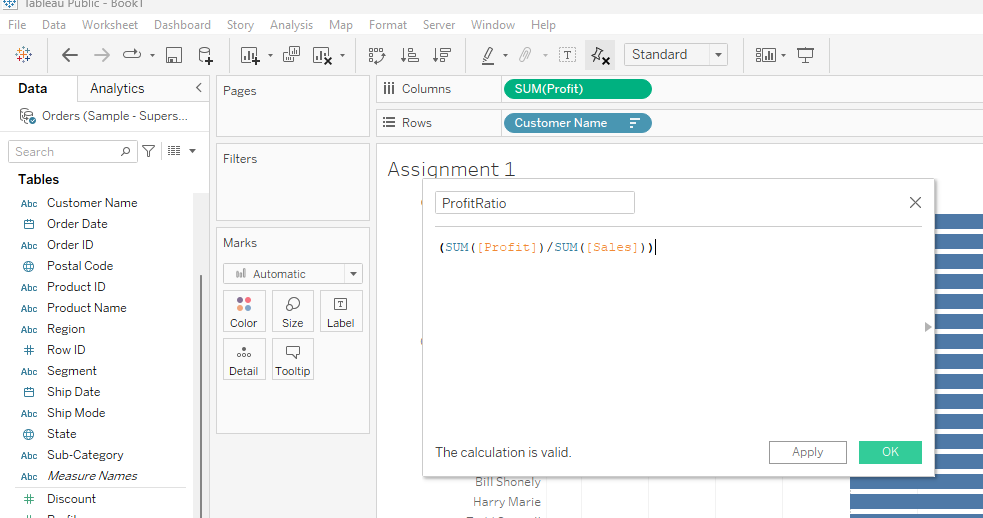 Tableau Public - Book1
File Data Worksheet Dashboard Story Analysis Map Format Server Window Help
Standard
Data Analytics
Orders (Sample - Supers...
Search
Tables
Abc Customer Name
Order Date
Abc Order ID
Postal Code
Abc Product ID
Abc Product Name
Abc Region
# Row ID
Abc Segment
Ship Date
Abc Ship Mode
State
Abc Sub-Category
Abc Measure Names
# Discount
Pages
Filters
Marks
Automatic
Color Size Label
Detail Tooltip
Columns SUM(Profit)
Rows Customer Name
Assignment 1
ProfitRatio
(SUM([Profit])/SUM([Sales]))
The calculation is valid.
Apply OK
Bill Shonely
Harry Marie